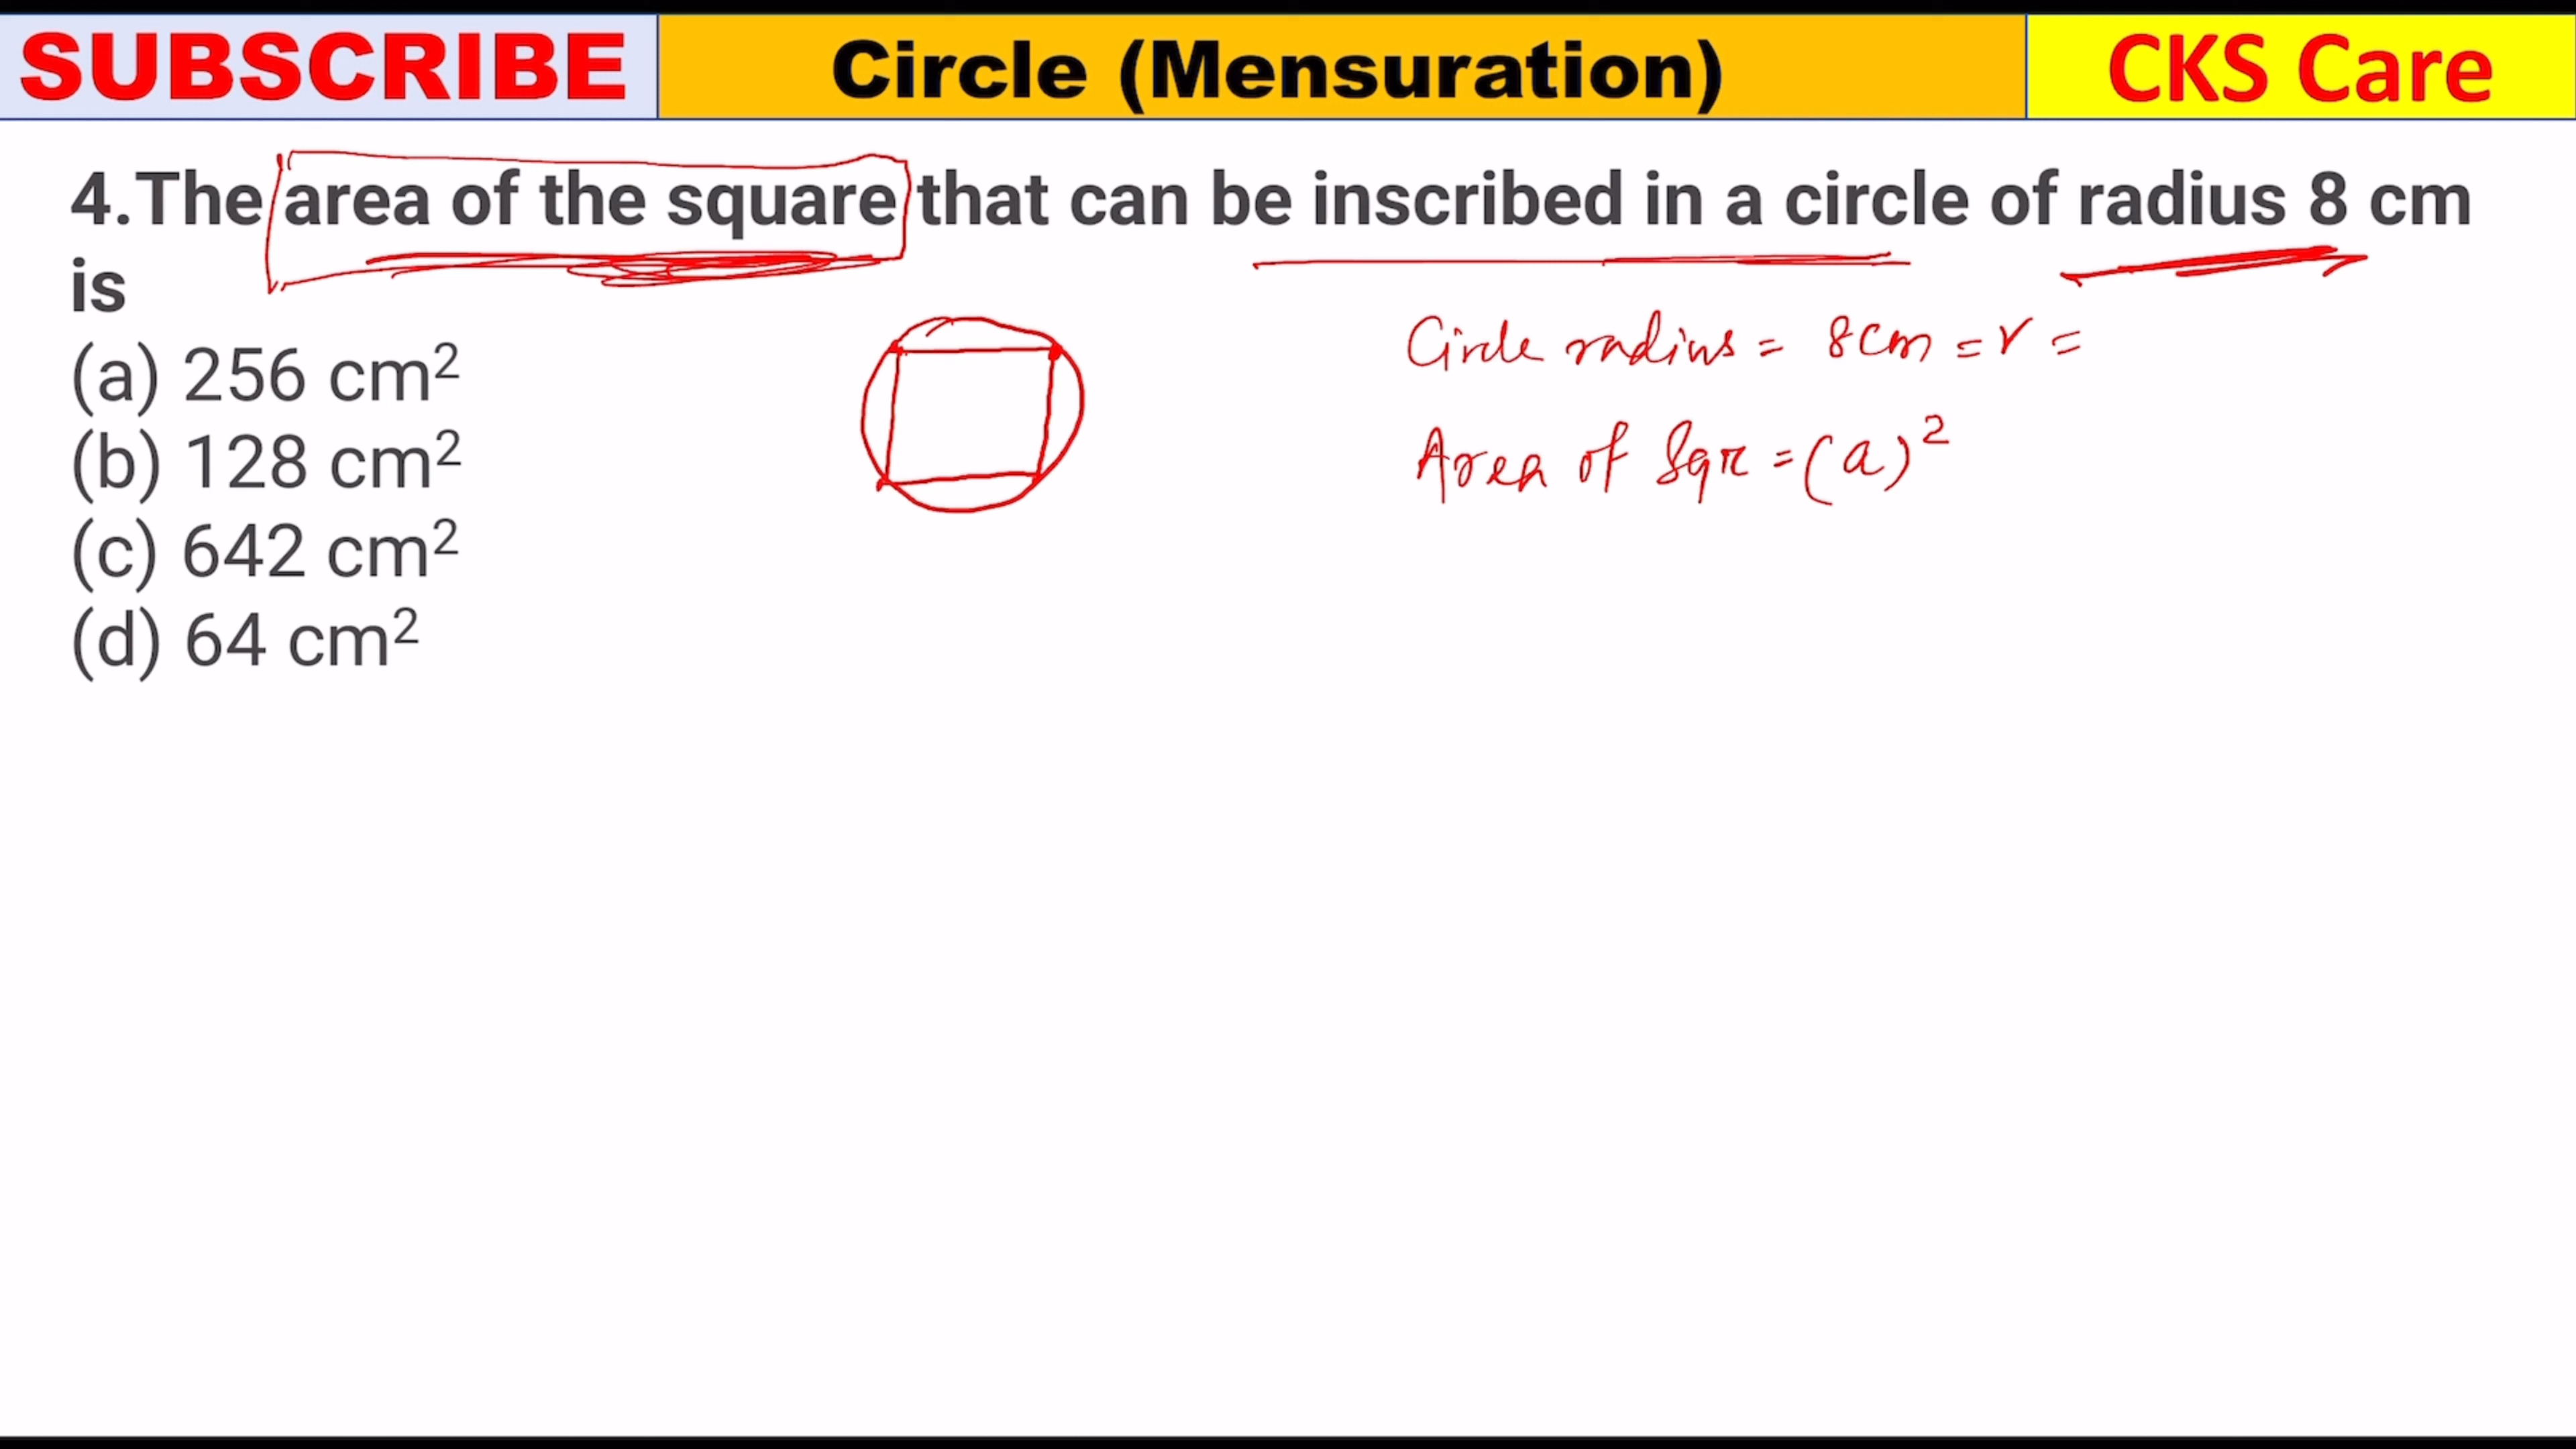 SUBSCRIBE
Circle (Mensuration)
CKS Care
4.The area of the square that can be inscribed in a circle of radius 8 cm
is
(a) 256 cm²
(b) 128 cm²
(c) 642 cm²
(d) 64 cm²
Circle radius = 8cm = r =
Area of Sqr = (a)²